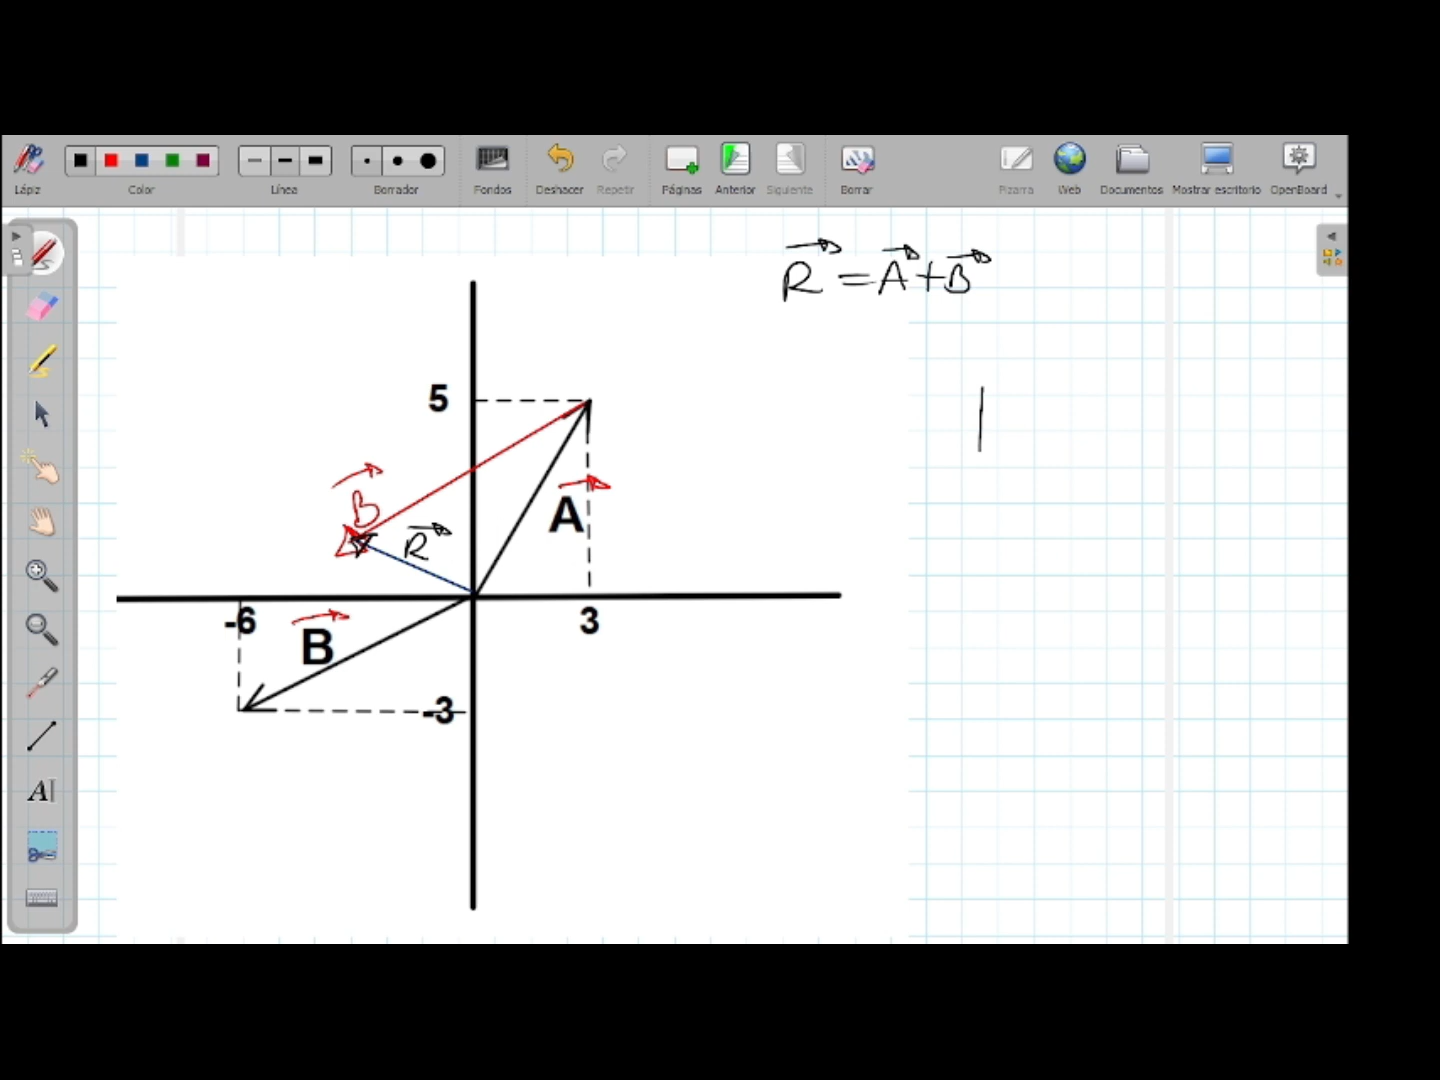 Lápiz Color Línea Borrador Fondos Deshacer Repetir Páginas Anterior Siguiente Borrar Pizarra Web Documentos Mostrar escritorio OpenBoard
R = A + B
5
B
A
R
-6
3
B
-3
A